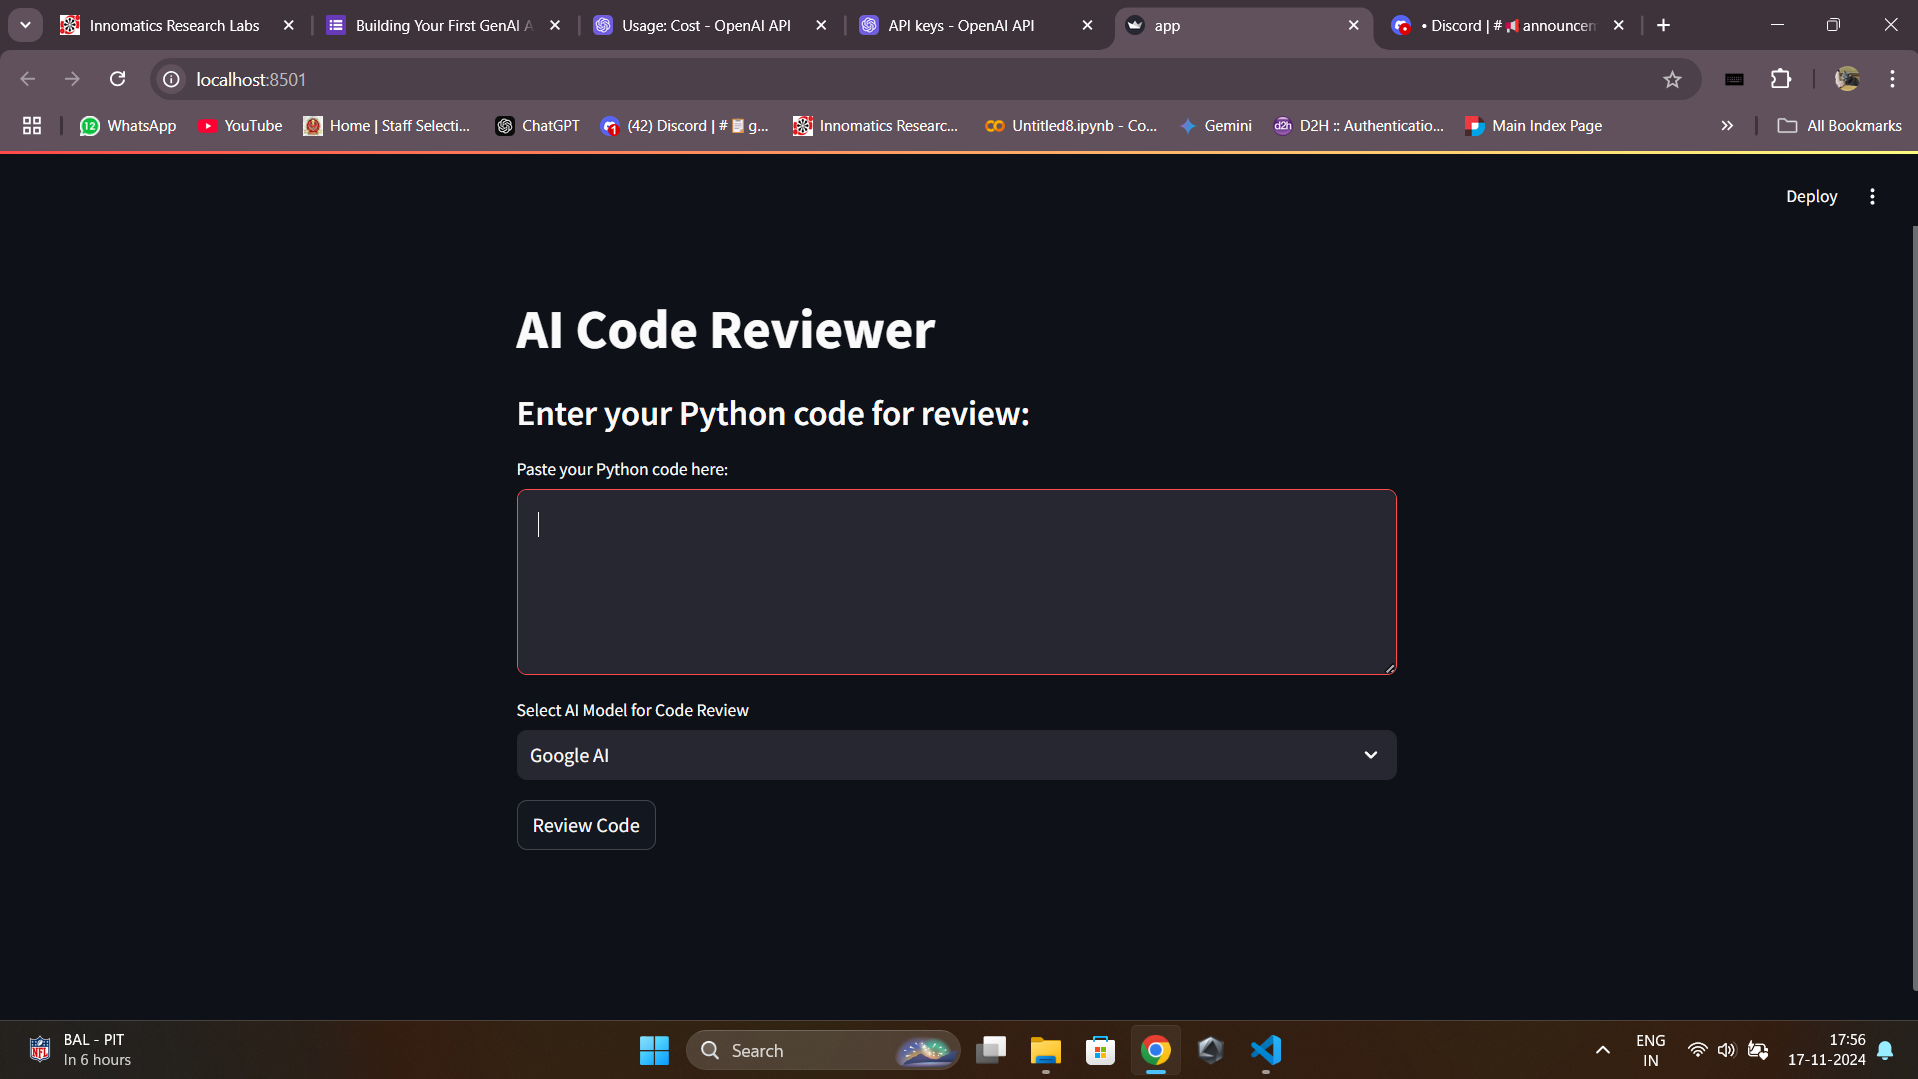 Innomatics Research Labs
Building Your First GenAI A
Usage: Cost - OpenAI API
API keys - OpenAI API
app
• Discord | # announcem
localhost:8501
12 WhatsApp
YouTube
Home | Staff Selecti...
ChatGPT
1 (42) Discord | # g...
Innomatics Researc...
Untitled8.ipynb - Co...
Gemini
d2h D2H :: Authenticatio...
Main Index Page
All Bookmarks
Deploy
AI Code Reviewer
Enter your Python code for review:
Paste your Python code here:
Select AI Model for Code Review
Google AI
Review Code
NFL
BAL - PIT
In 6 hours
Search
ENG
IN
17:56
17-11-2024